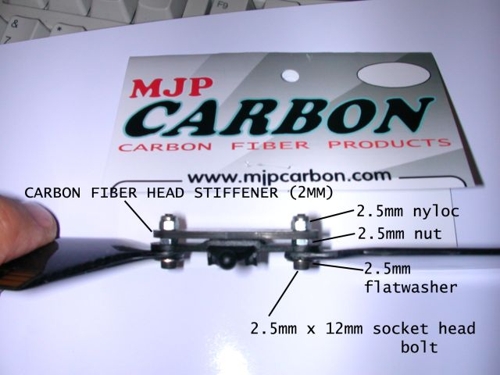 MJP
CARBON
CARBON FIBER PRODUCTS
www.mjpcarbon.com
CARBON FIBER HEAD STIFFENER (2MM)
2.5mm nyloc
2.5mm nut
2.5mm
flatwasher
2.5mm x 12mm socket head
bolt